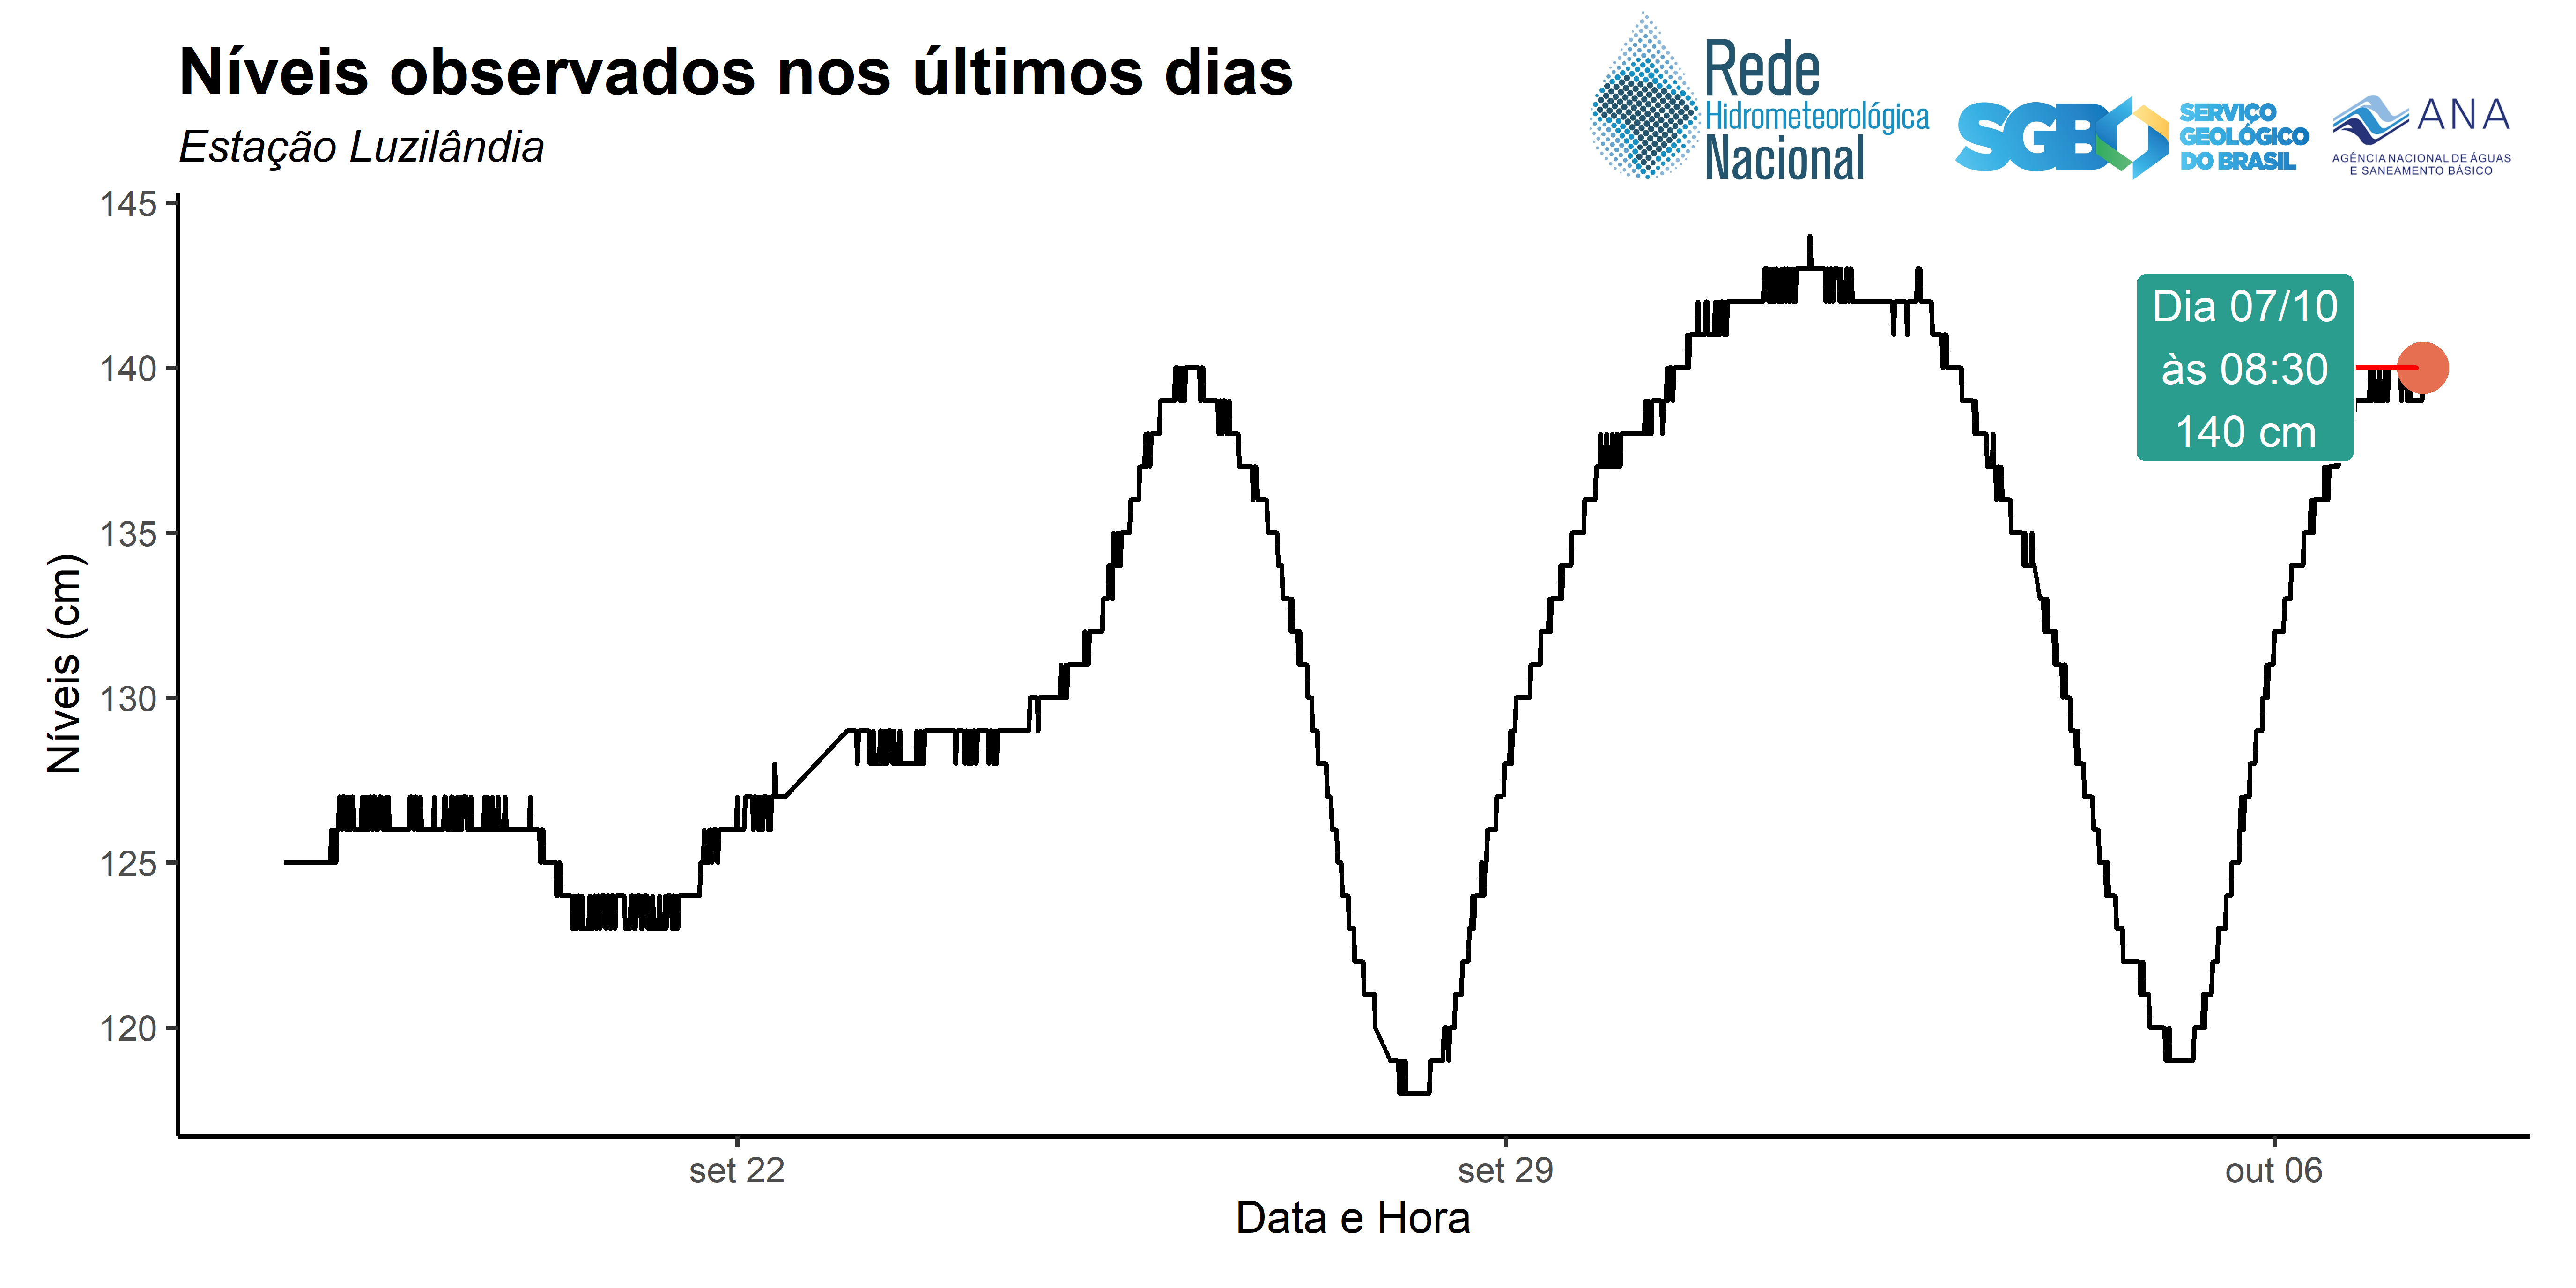 Níveis observados nos últimos dias
Estação Luzilândia
Rede
Hidrometeorológica
Nacional
SGB
SERVIÇO
GEOLÓGICO
DO BRASIL
ANA
AGÊNCIA NACIONAL DE ÁGUAS
E SANEAMENTO BÁSICO
145
140
135
130
125
120
Níveis (cm)
Dia 07/10
às 08:30
140 cm
set 22
set 29
out 06
Data e Hora